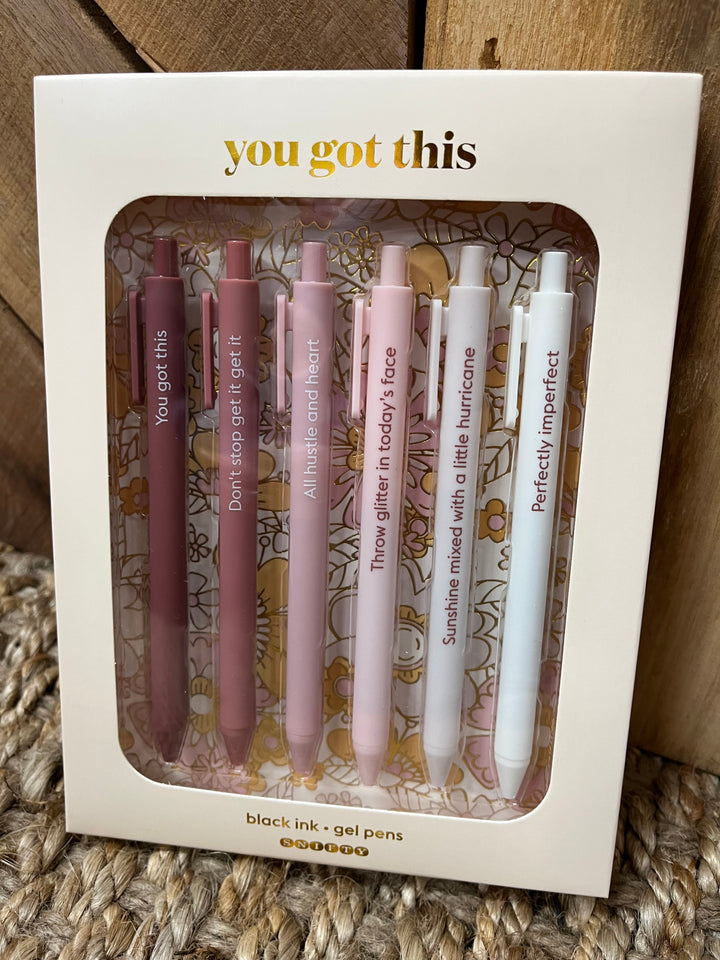 you got this
You got this
Don't stop get it get it
All hustle and heart
Throw glitter in today's face
Sunshine mixed with a little hurricane
Perfectly imperfect
black ink • gel pens
SNIFTY